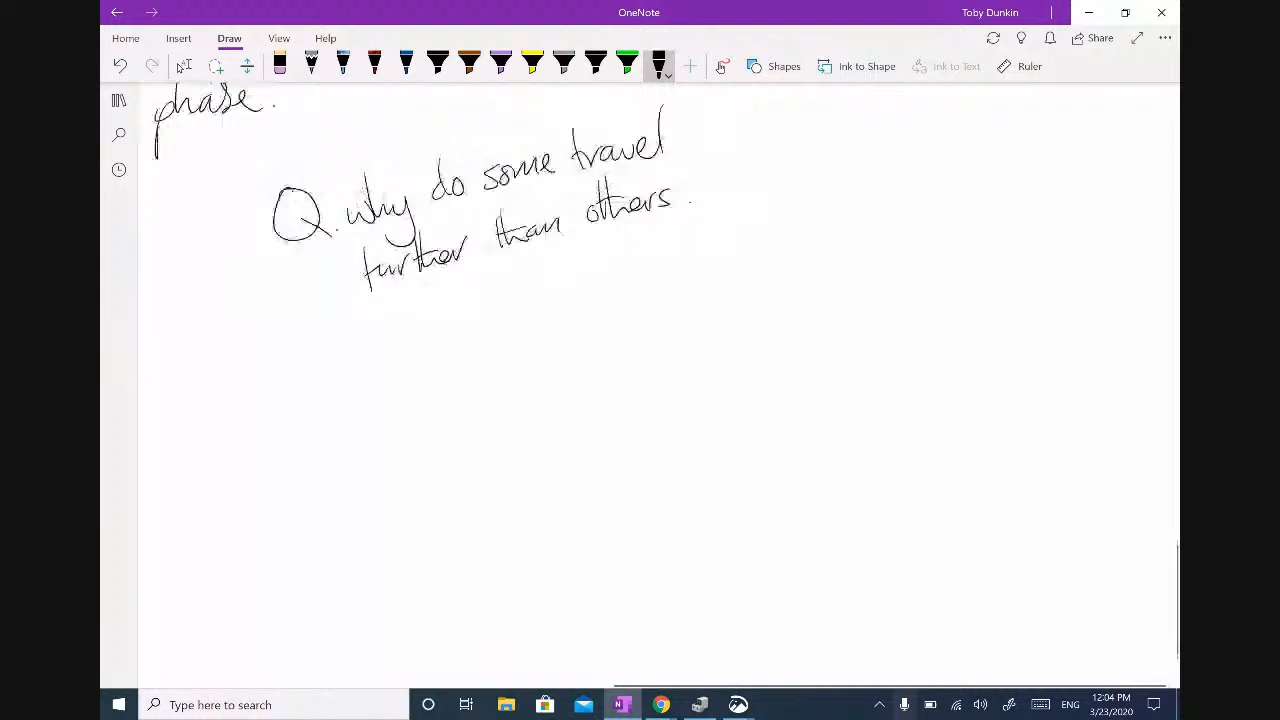 OneNote
Toby Dunkin
Home Insert Draw View Help
Share
Shapes Ink to Shape Ink to Text Ruler
phase.
Q. why do some travel
further than others.
Type here to search
ENG
12:04 PM
3/23/2020